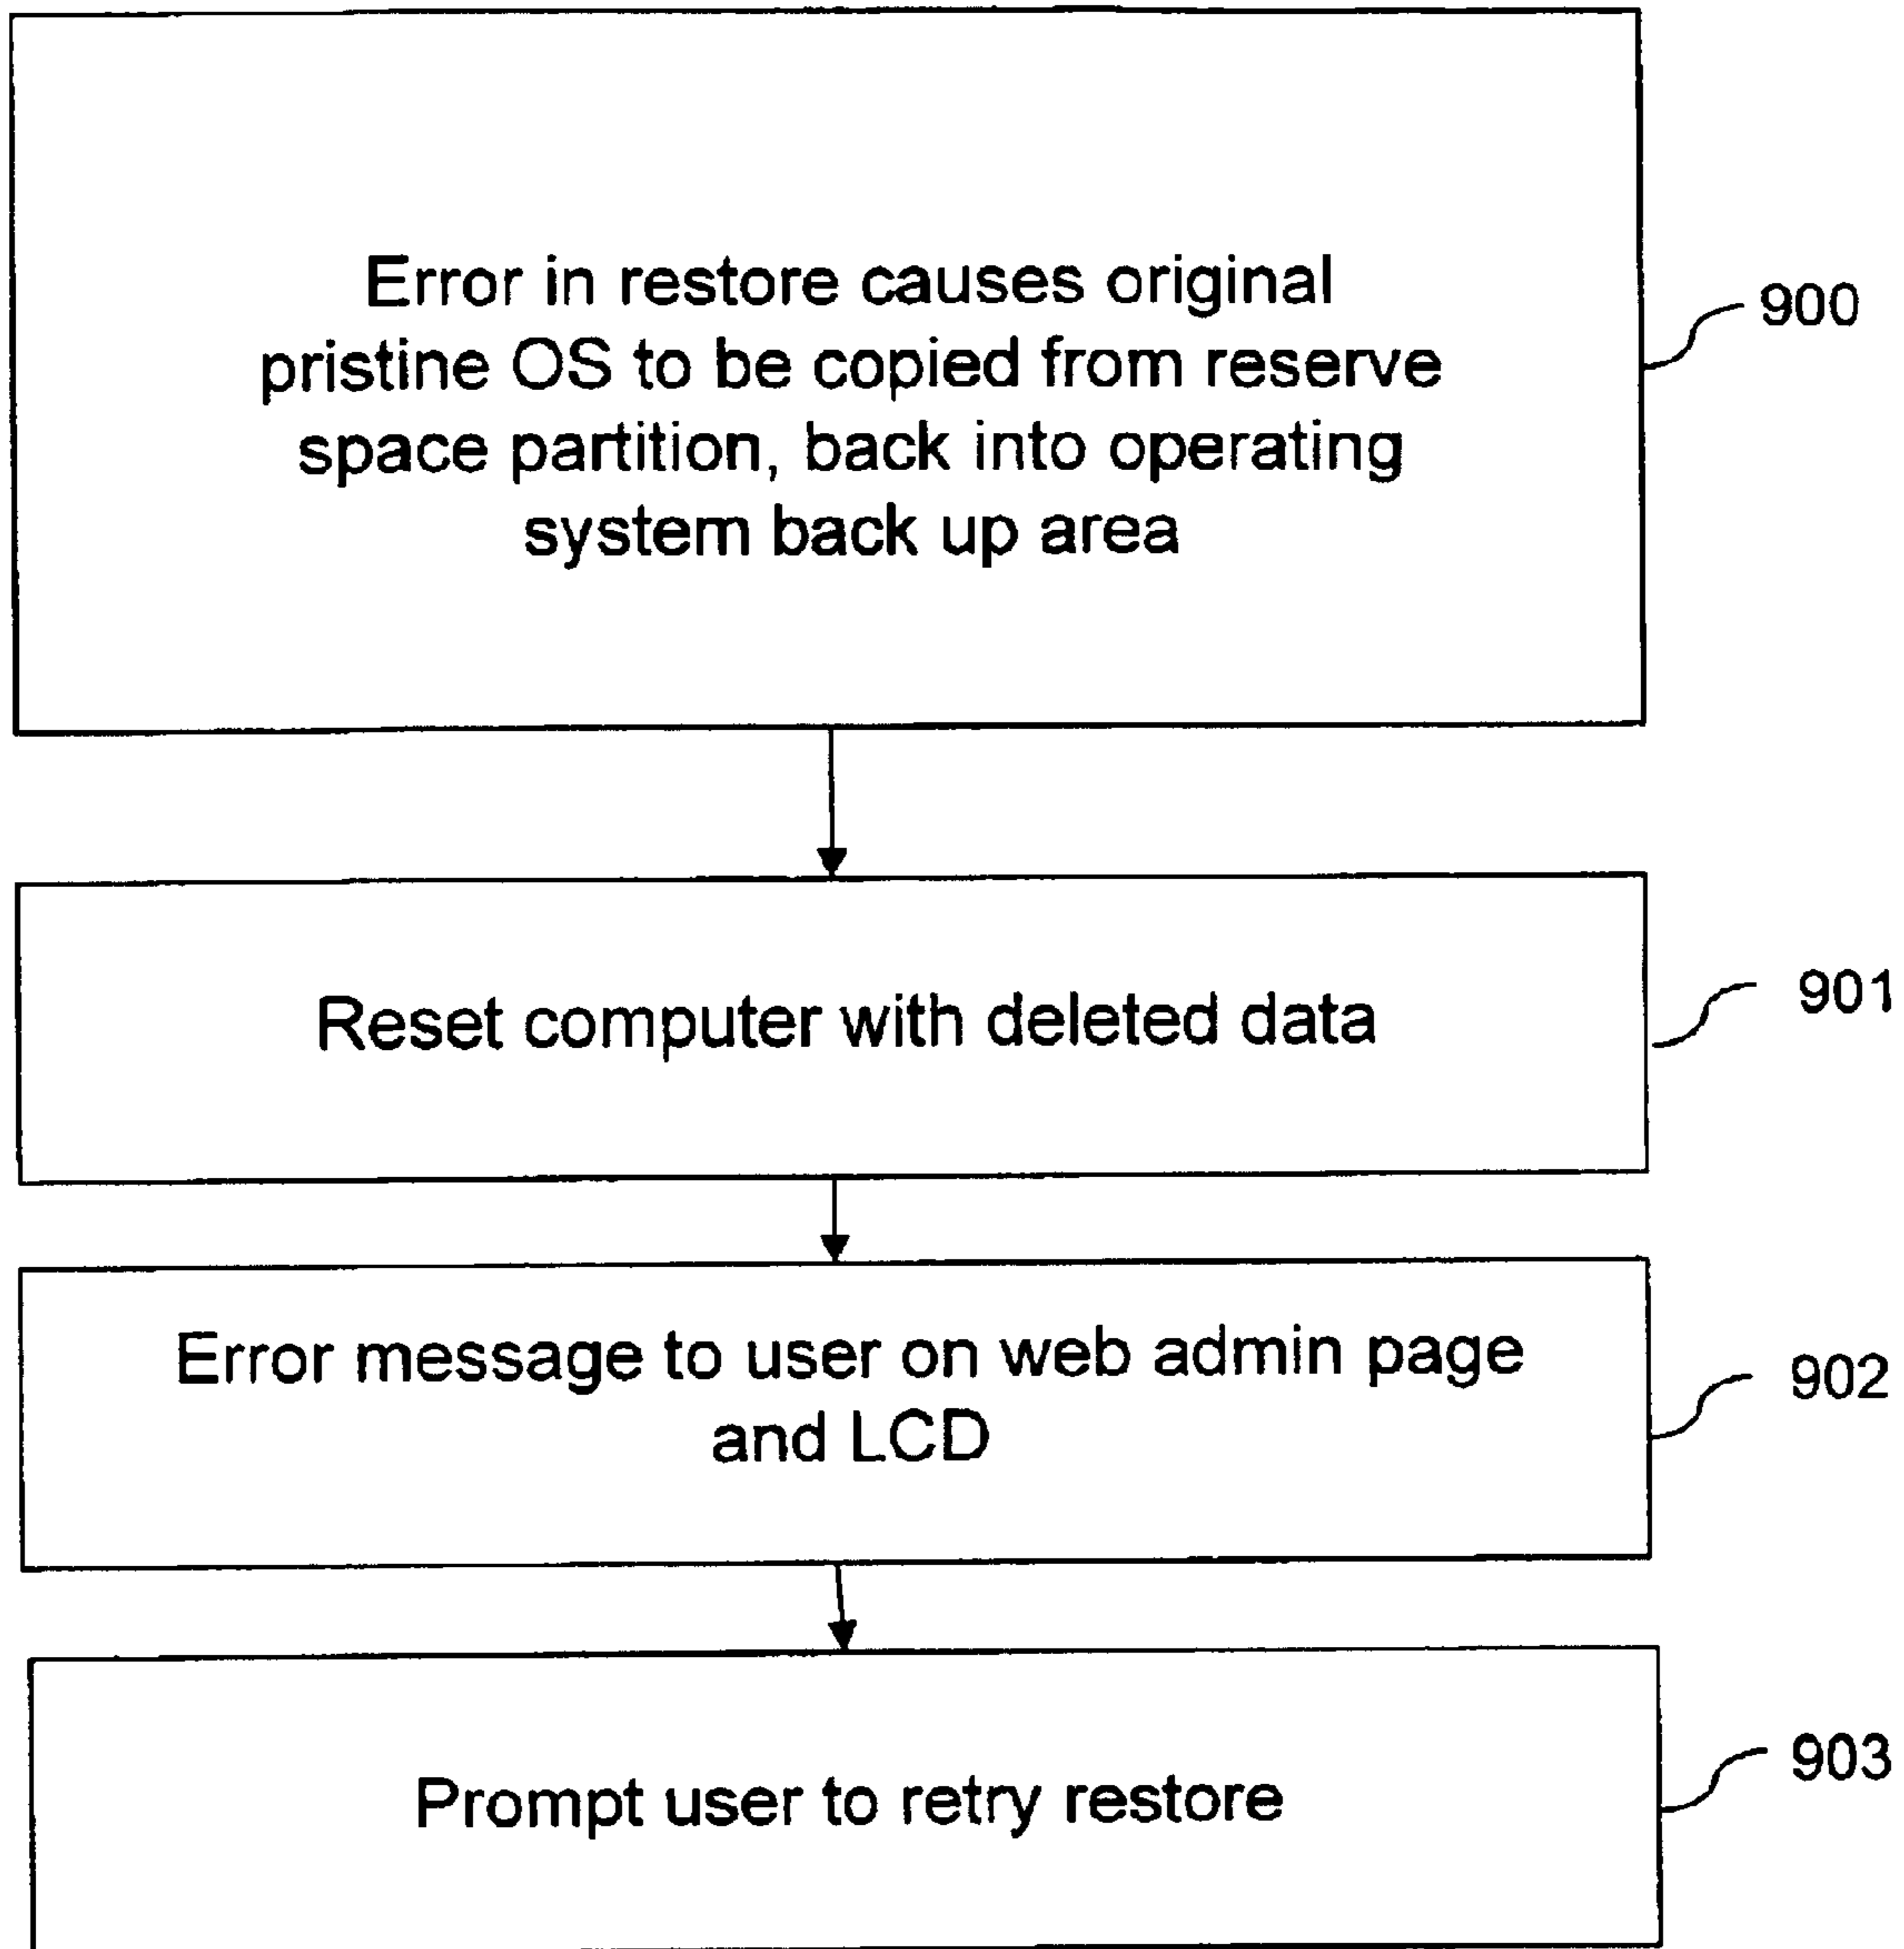 Error in restore causes original
pristine OS to be copied from reserve
space partition, back into operating
system back up area
900
Reset computer with deleted data
901
Error message to user on web admin page
and LCD
902
Prompt user to retry restore
903